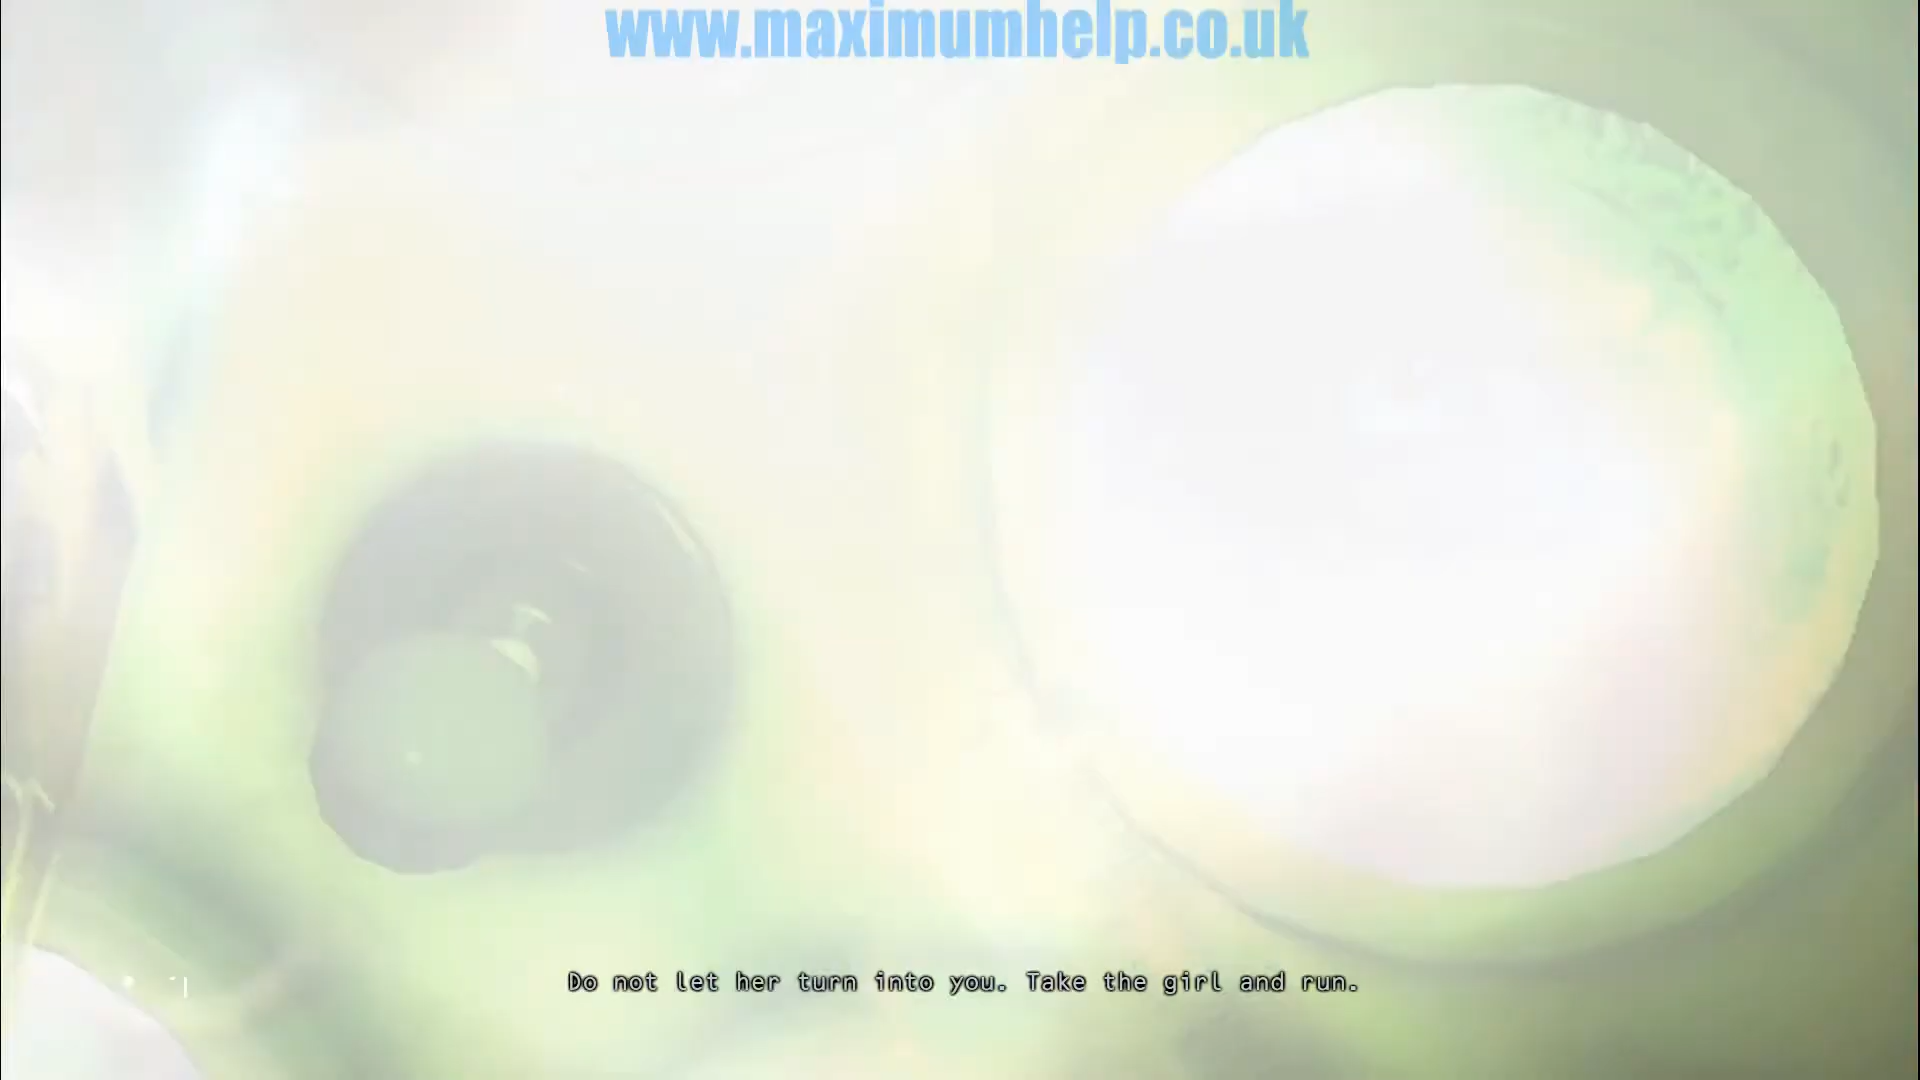 www.maximumhelp.co.uk
Do not let her turn into you. Take the girl and run.